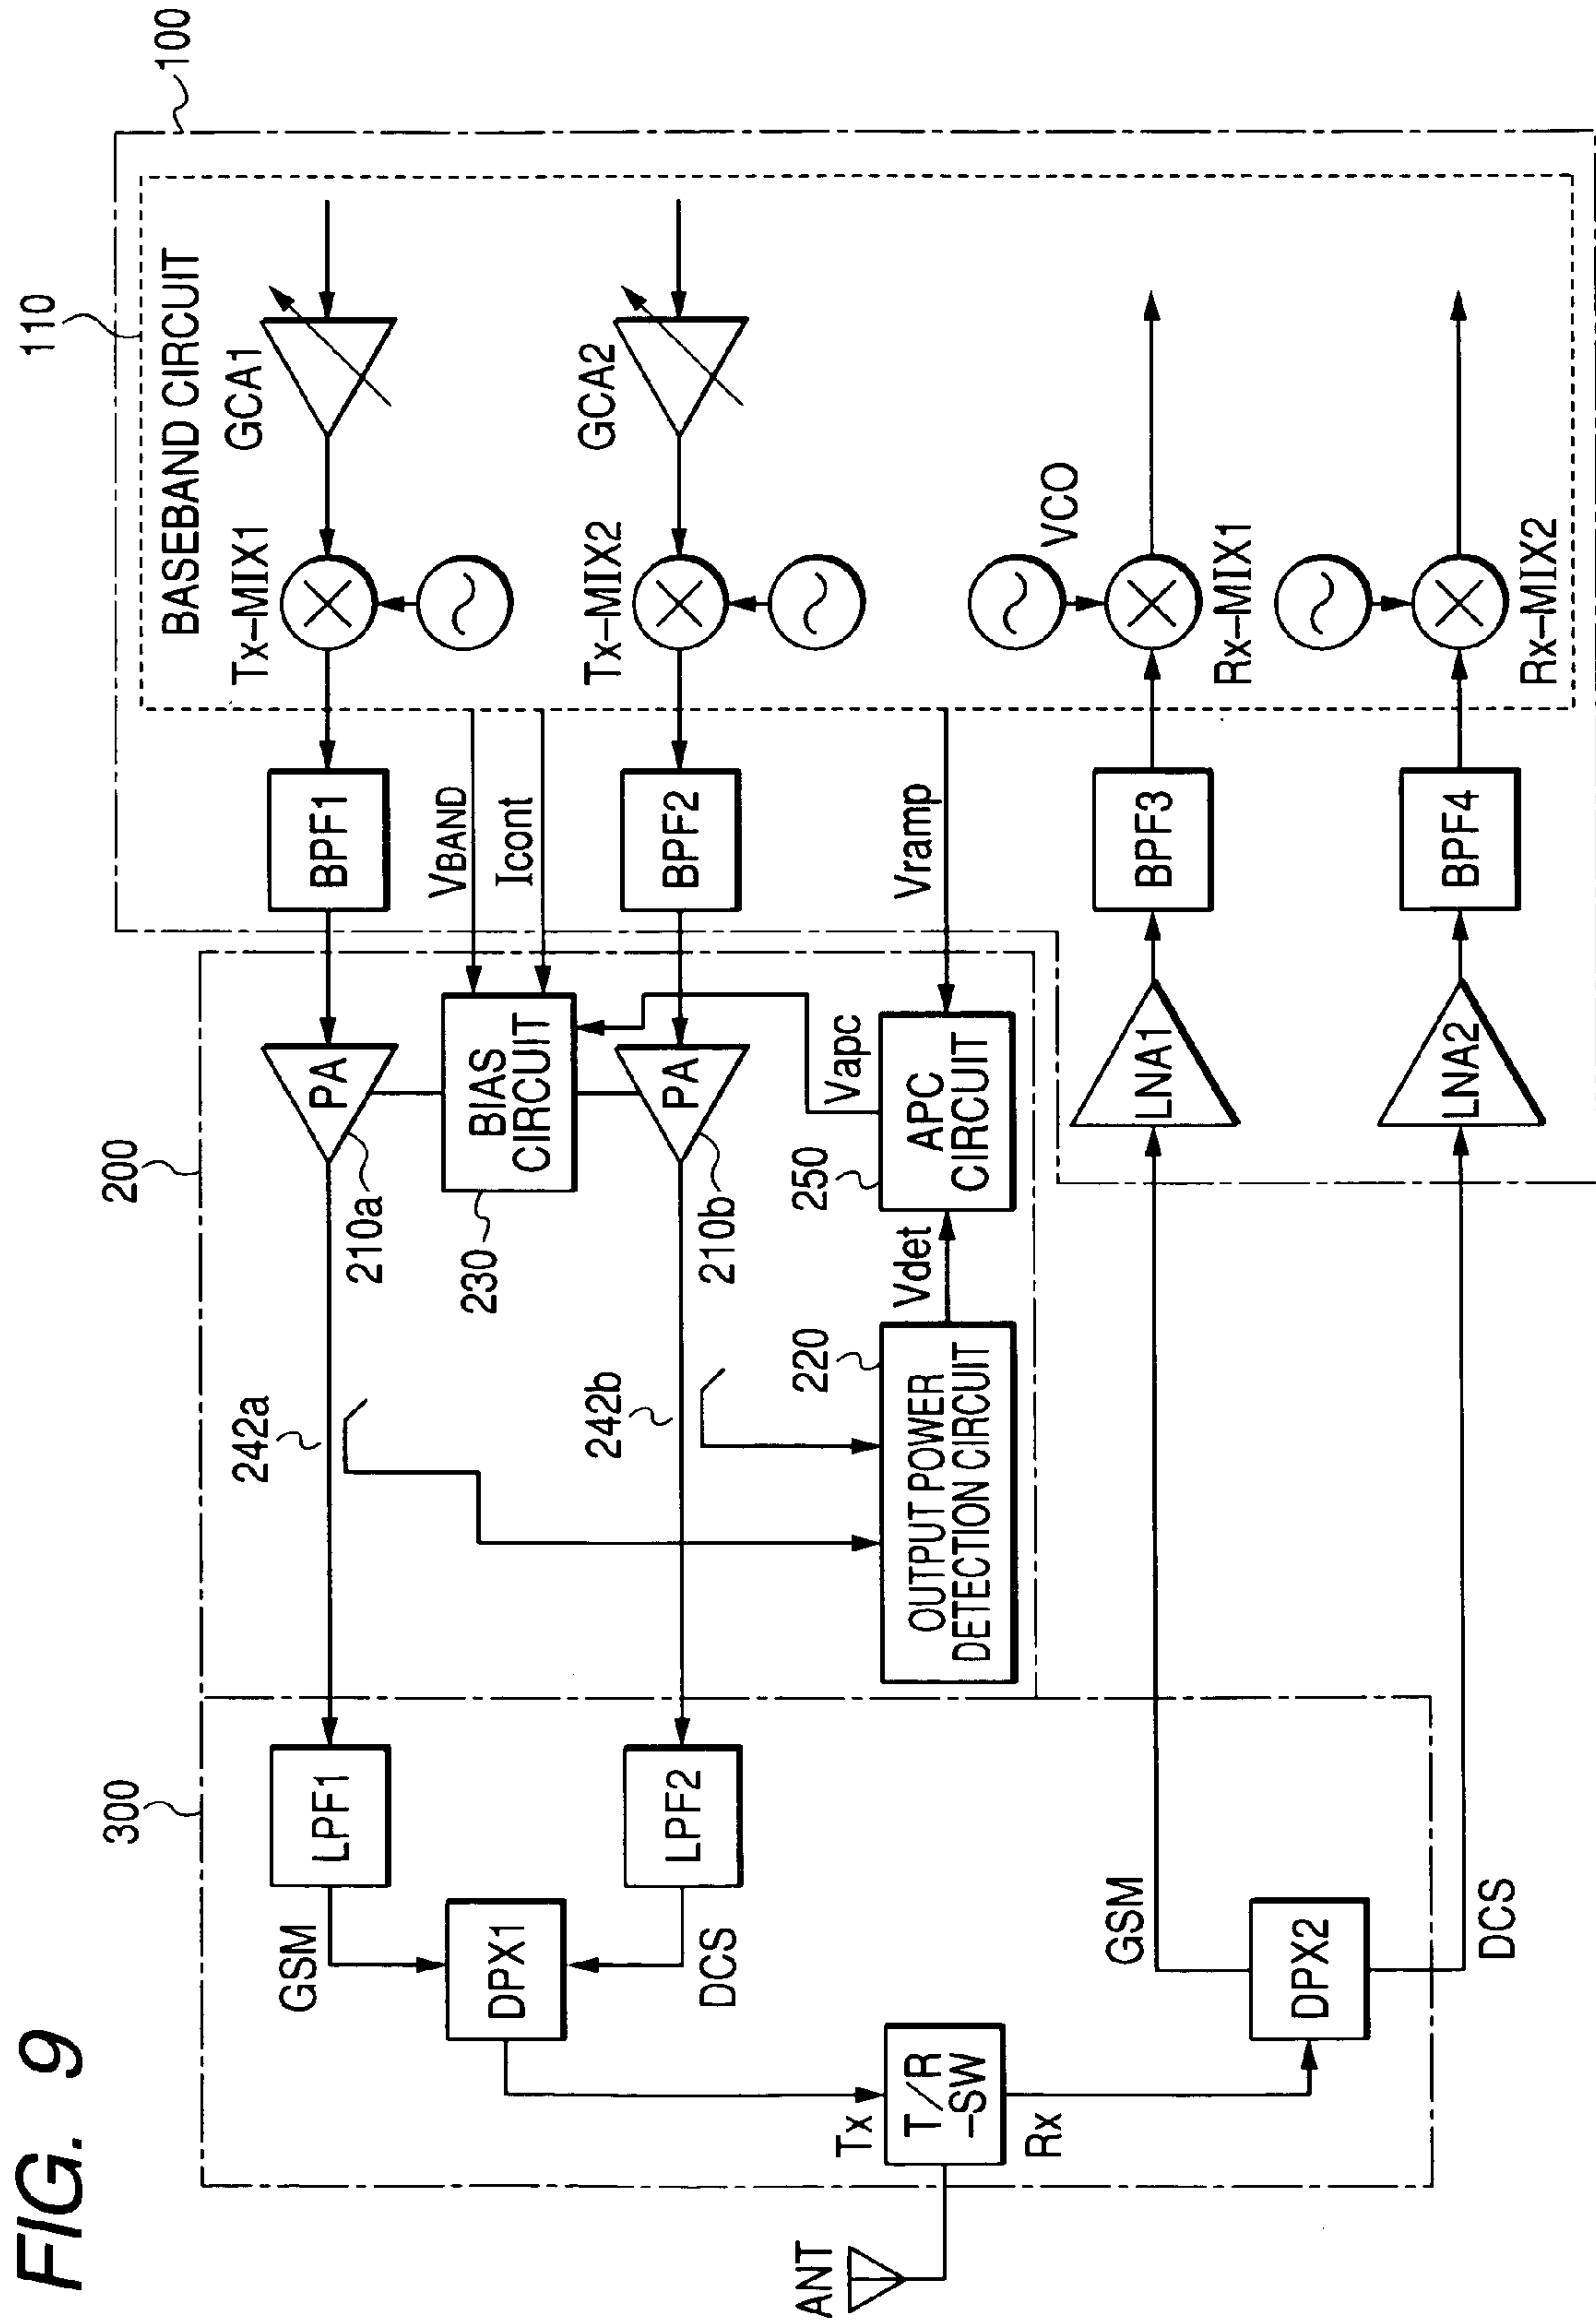 FIG. 9
110
100
BASEBAND CIRCUIT
200
300
GCA1
Tx-MIX1
BPF1
PA
210a
242a
LPF1
GSM
VBAND
Icont
BIAS
CIRCUIT
230
DPX1
GCA2
Tx-MIX2
BPF2
PA
210b
242b
LPF2
DCS
Vramp
Vapc
APC
CIRCUIT
250
Vdet
220
OUTPUT POWER
DETECTION CIRCUIT
Tx
T/R
-SW
Rx
ANT
VCO
Rx-MIX1
BPF3
LNA1
GSM
DPX2
Rx-MIX2
BPF4
LNA2
DCS